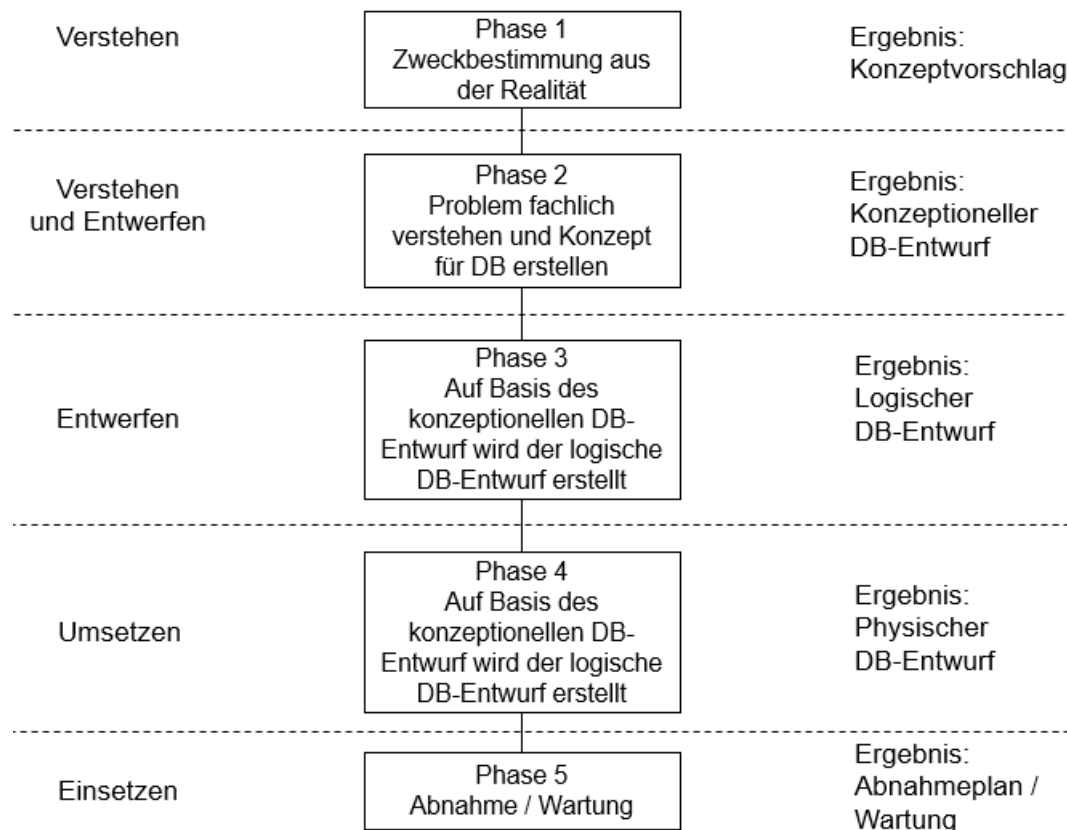 Verstehen
Phase 1
Zweckbestimmung aus
der Realität
Ergebnis:
Konzeptvorschlag
Verstehen
und Entwerfen
Phase 2
Problem fachlich
verstehen und Konzept
für DB erstellen
Ergebnis:
Konzeptioneller
DB-Entwurf
Entwerfen
Phase 3
Auf Basis des
konzeptionellen DB-
Entwurf wird der logische
DB-Entwurf erstellt
Ergebnis:
Logischer
DB-Entwurf
Umsetzen
Phase 4
Auf Basis des
konzeptionellen DB-
Entwurf wird der logische
DB-Entwurf erstellt
Ergebnis:
Physischer
DB-Entwurf
Einsetzen
Phase 5
Abnahme / Wartung
Ergebnis:
Abnahmeplan /
Wartung